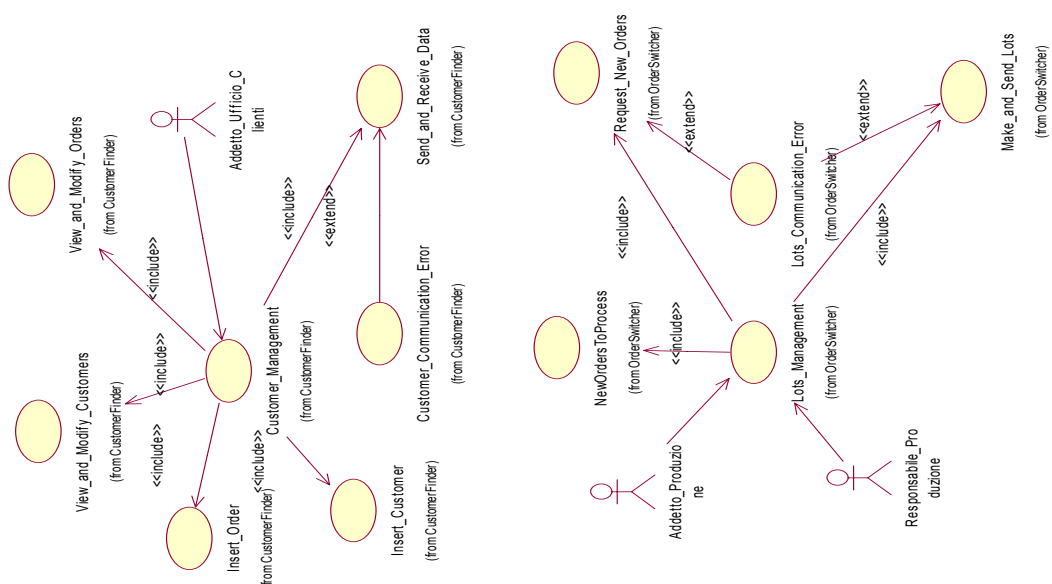 View_and_Modify_Orders
(from CustomerFinder)
Addetto_Ufficio_C
lienti
<<include>>
View_and_Modify_Customers
(from CustomerFinder)
<<include>>
<<include>>
Customer_Management
(from CustomerFinder)
<<include>>
<<extend>>
Send_and_Receive_Data
(from CustomerFinder)
Customer_Communication_Error
(from CustomerFinder)
<<include>>
Insert_Order
from CustomerFinder)
Insert_Customer
(from CustomerFinder)
Request_New_Orders
(from OrderSwitcher)
<<extend>>
<<include>>
Lots_Communication_Error
(from OrderSwitcher)
<<extend>>
Make_and_Send_Lots
(from OrderSwitcher)
<<include>>
NewOrdersToProcess
(from OrderSwitcher)
<<include>>
Lots_Management
(from OrderSwitcher)
Addetto_Produzio
ne
Responsabile_Pro
duzione